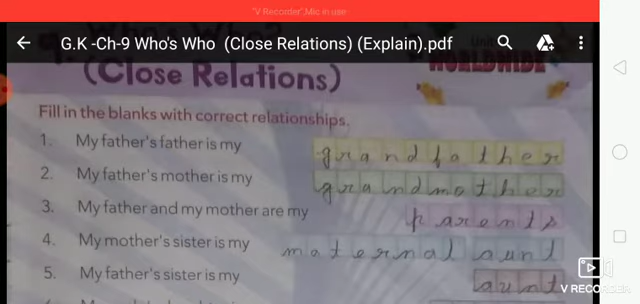 "V Recorder",Mic in use
G.K -Ch-9 Who's Who (Close Relations) (Explain).pdf
(Close Relations)
WORLDWIDE
Fill in the blanks with correct relationships.
1. My father's father is my grandfather
2. My father's mother is my grandmother
3. My father and my mother are my parents
4. My mother's sister is my maternal aunt
5. My father's sister is my aunt
V RECORDER